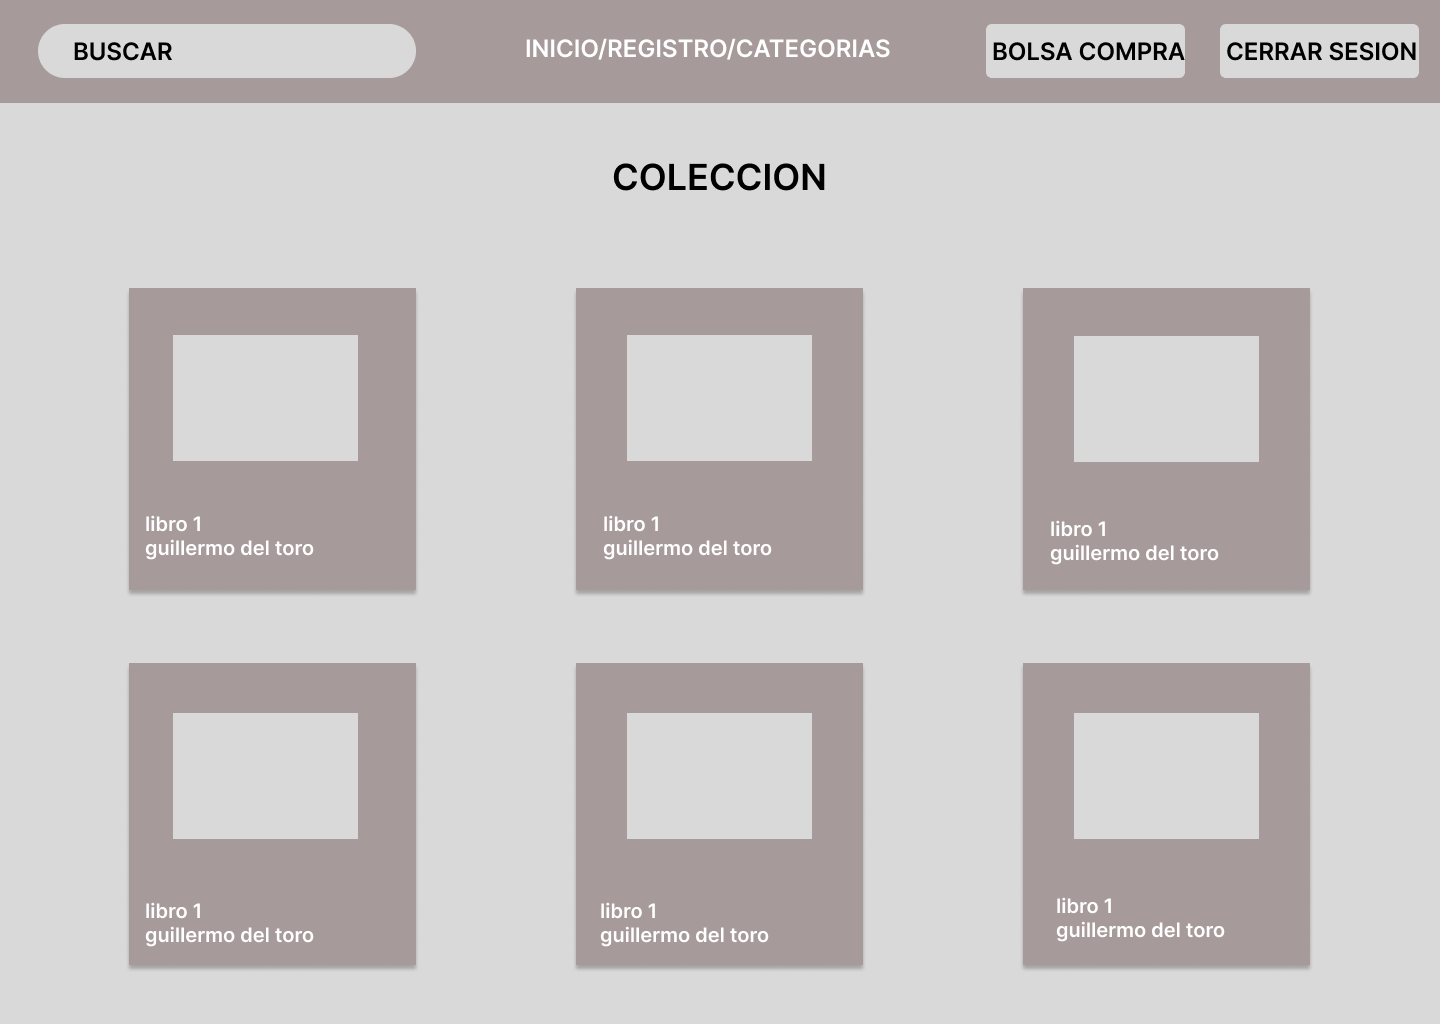 BUSCAR
INICIO/REGISTRO/CATEGORIAS
BOLSA COMPRA
CERRAR SESION
COLECCION
libro 1
guillermo del toro
libro 1
guillermo del toro
libro 1
guillermo del toro
libro 1
guillermo del toro
libro 1
guillermo del toro
libro 1
guillermo del toro